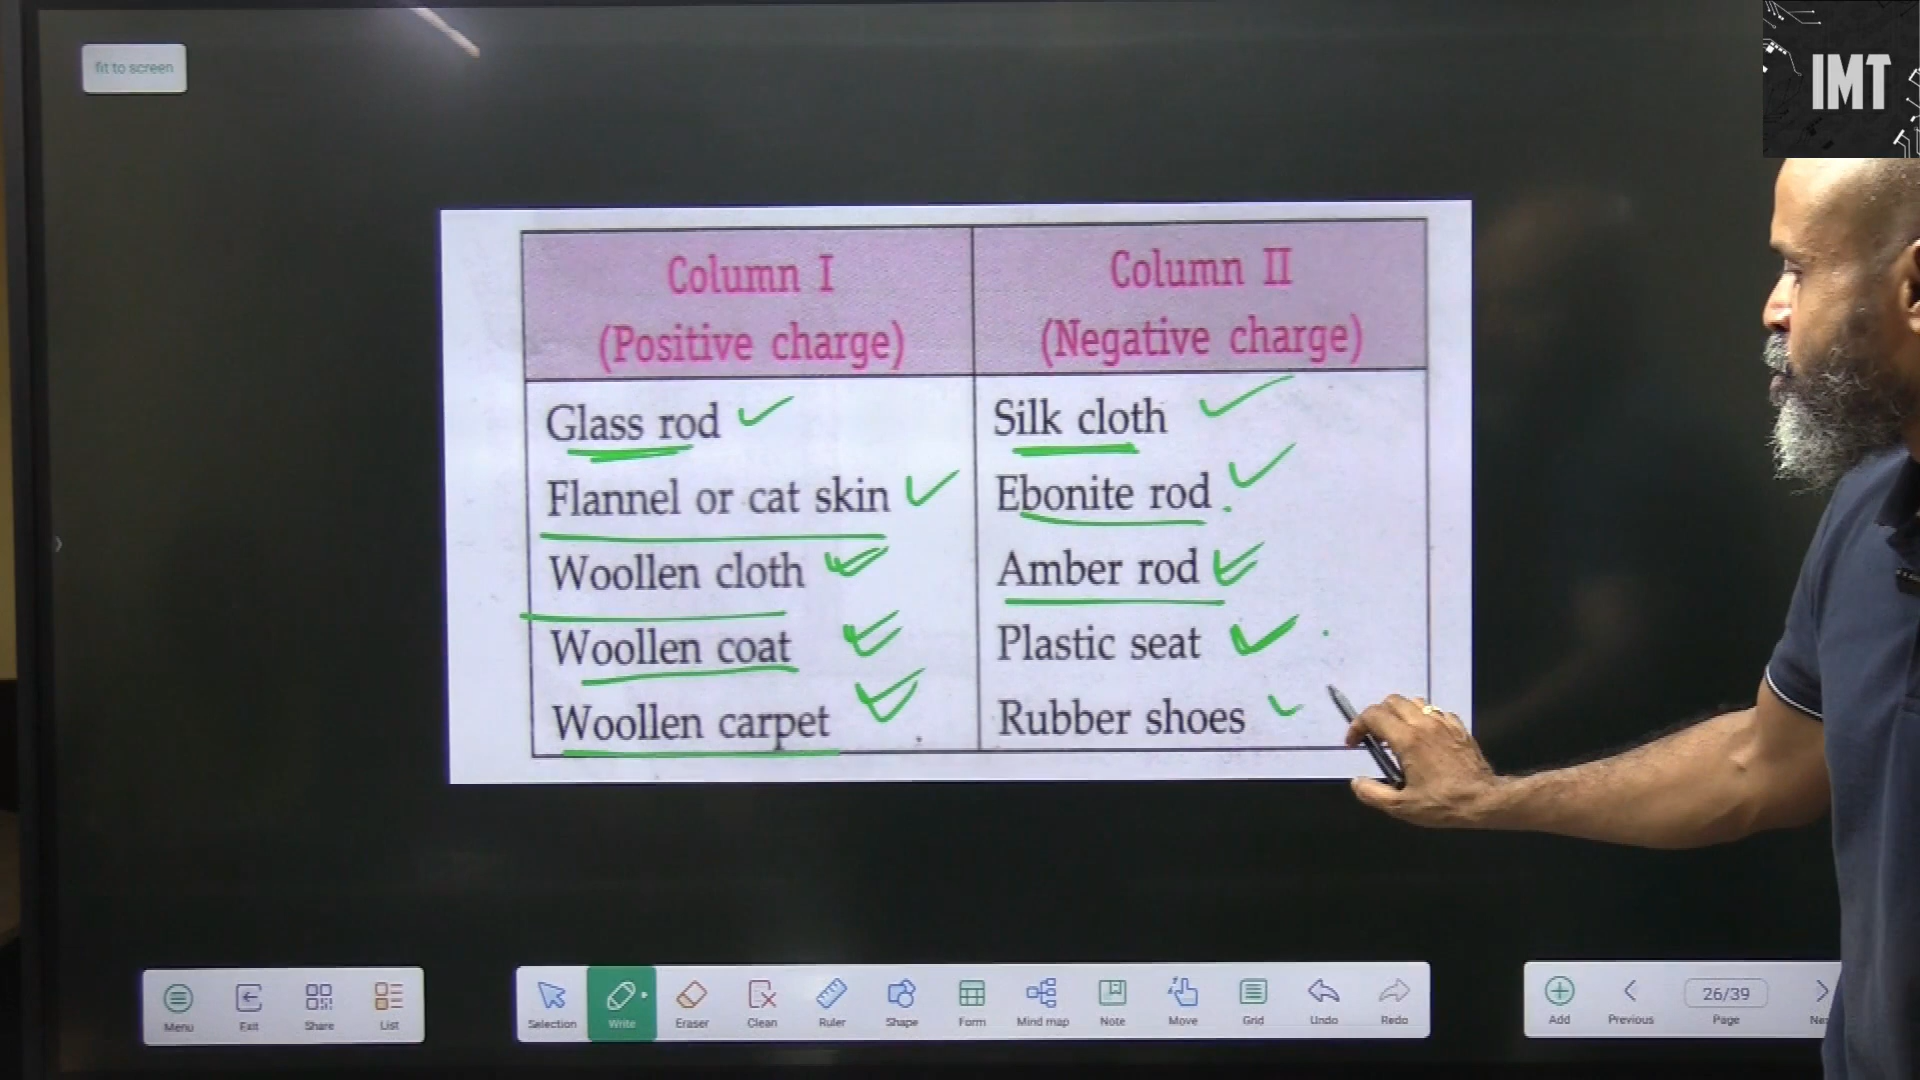 fit to screen
IMT
Column I
(Positive charge)
Column II
(Negative charge)
Glass rod
Silk cloth
Flannel or cat skin
Ebonite rod
Woollen cloth
Amber rod
Woollen coat
Plastic seat
Woollen carpet
Rubber shoes
Menu
Exit
Share
List
Selection
Write
Eraser
Clean
Ruler
Shape
Form
Mind map
Note
Move
Grid
Undo
Redo
Add
Previous
26/39
Page